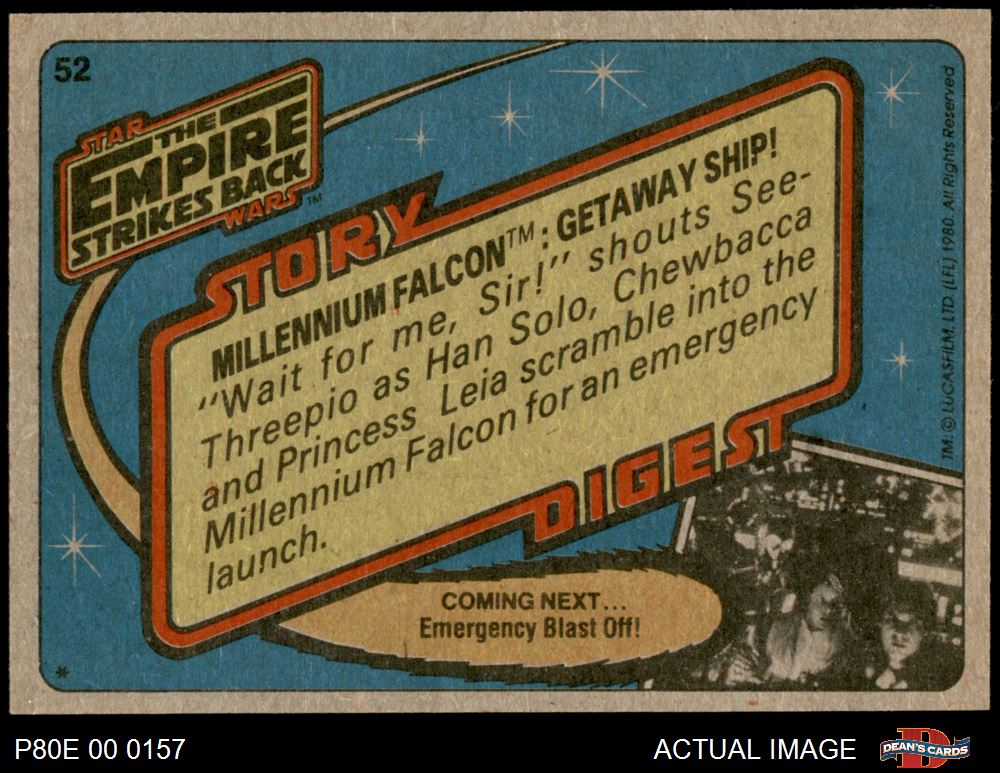 52
STAR
THE
EMPIRE
STRIKES BACK
WARS™
STORY
MILLENNIUM FALCON™: GETAWAY SHIP!
“Wait for me, Sir!” shouts See-
Threepio as Han Solo, Chewbacca
and Princess Leia scramble into the
Millennium Falcon for an emergency
launch.
DIGEST
COMING NEXT...
Emergency Blast Off!
*
TM: © LUCASFILM, LTD. (LFL) 1980. All Rights Reserved
P80E 00 0157
ACTUAL IMAGE
DEAN'S CARDS